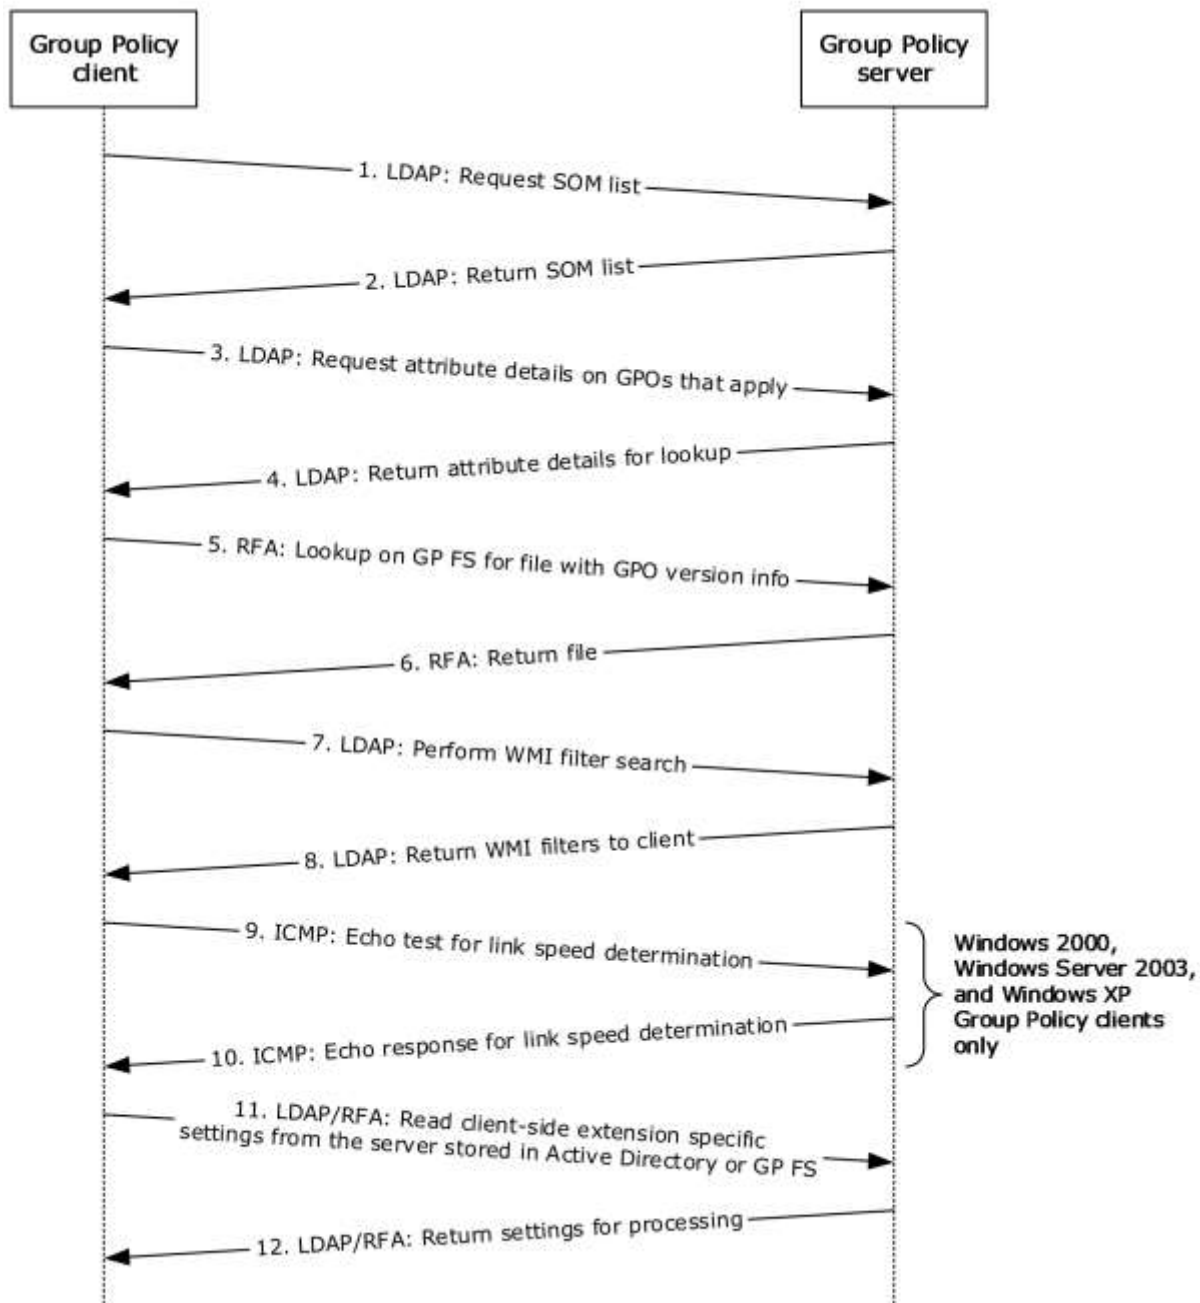 Group Policy
client
Group Policy
server
1. LDAP: Request SOM list
2. LDAP: Return SOM list
3. LDAP: Request attribute details on GPOs that apply
4. LDAP: Return attribute details for lookup
5. RFA: Lookup on GP FS for file with GPO version info
6. RFA: Return file
7. LDAP: Perform WMI filter search
8. LDAP: Return WMI filters to client
9. ICMP: Echo test for link speed determination
Windows 2000,
Windows Server 2003,
and Windows XP
Group Policy clients
only
10. ICMP: Echo response for link speed determination
11. LDAP/RFA: Read client-side extension specific
settings from the server stored in Active Directory or GP FS
12. LDAP/RFA: Return settings for processing